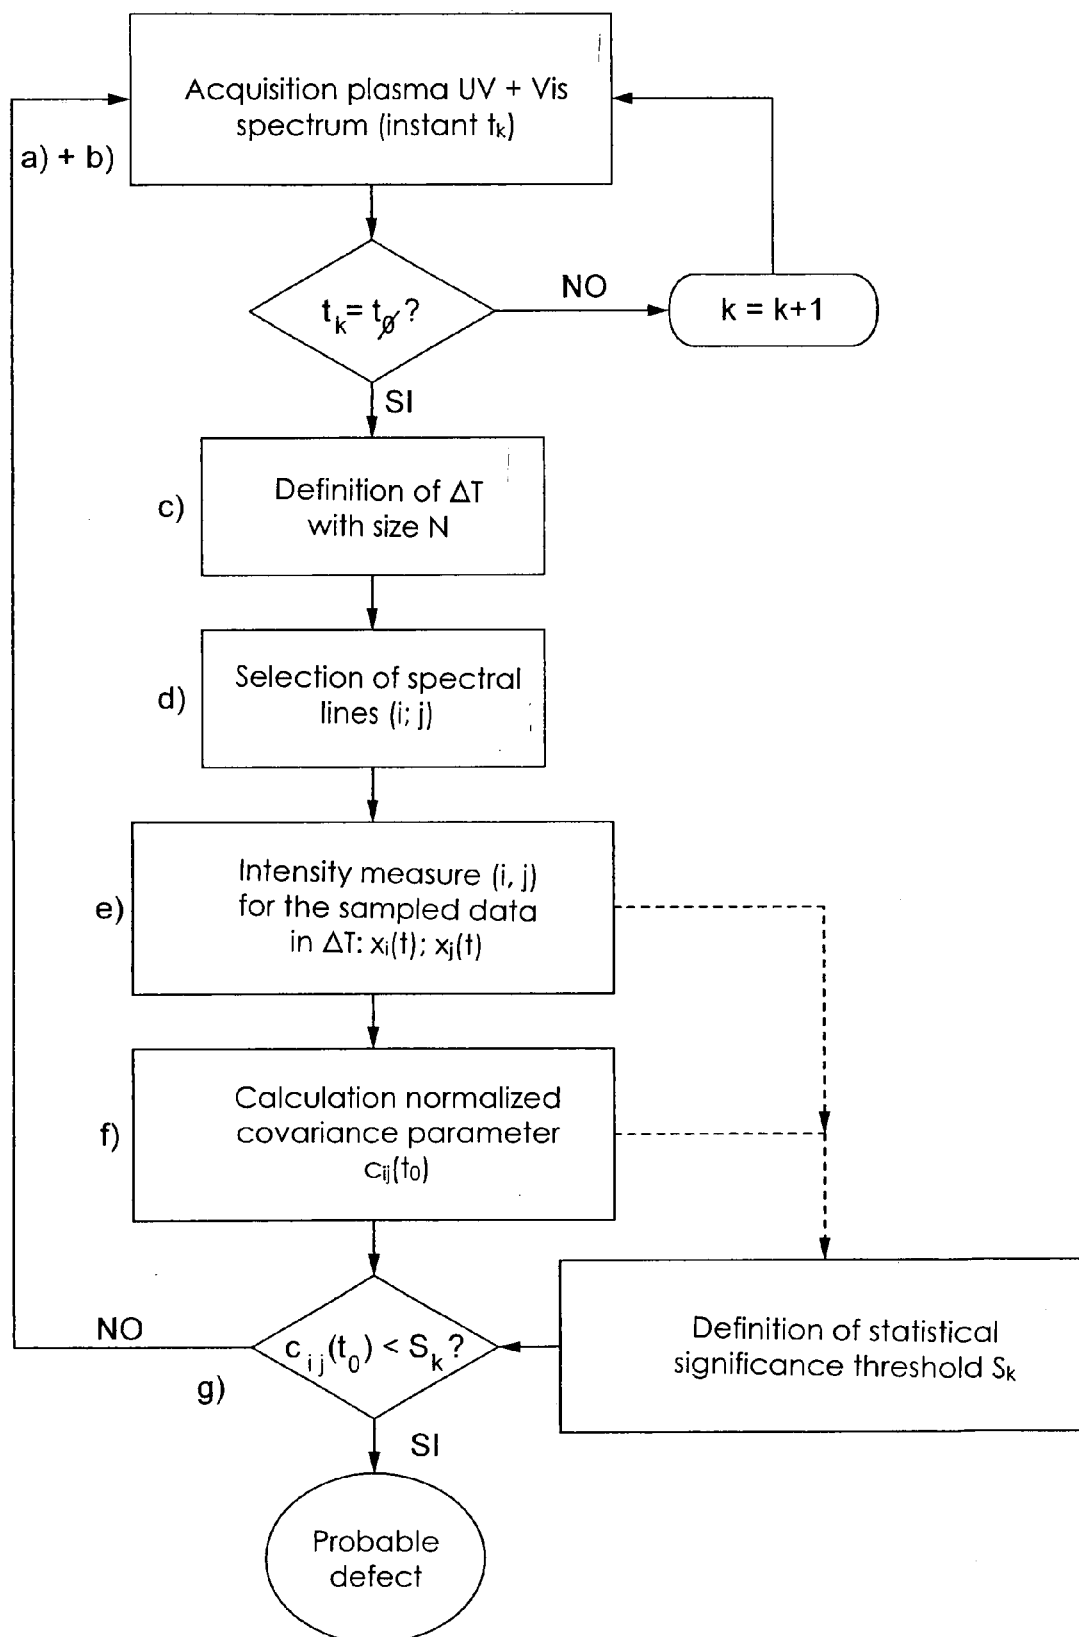 Acquisition plasma UV + Vis
spectrum (instant tₖ)
a) + b)
tₖ= t₀̸ ?
NO
k = k+1
SI
c)
Definition of ΔT
with size N
d)
Selection of spectral
lines (i; j)
e)
Intensity measure (i, j)
for the sampled data
in ΔT: xᵢ(t); xⱼ(t)
f)
Calculation normalized
covariance parameter
cᵢⱼ(t₀)
NO
cᵢⱼ(t₀) < Sₖ?
g)
Definition of statistical
significance threshold Sₖ
SI
Probable
defect